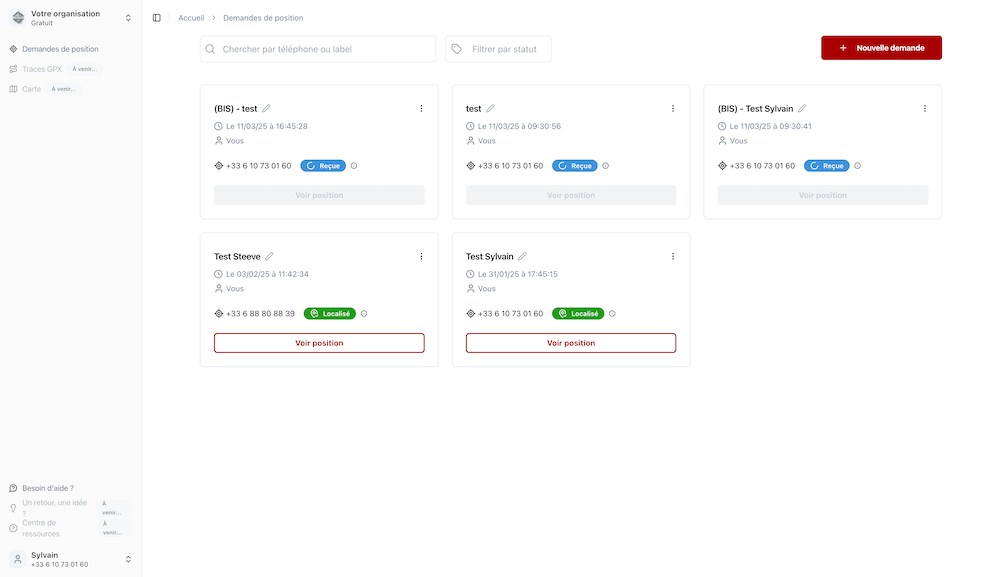 Votre organisation
Gratuit
Accueil
Demandes de position
Demandes de position
Traces GPX
À venir...
Carte
À venir...
Chercher par téléphone ou label
Filtrer par statut
Nouvelle demande
(BIS) - test
Le 11/03/25 à 16:45:28
Vous
+33 6 10 73 01 60
Reçue
Voir position
test
Le 11/03/25 à 09:30:56
Vous
+33 6 10 73 01 60
Reçue
Voir position
(BIS) - Test Sylvain
Le 11/03/25 à 09:30:41
Vous
+33 6 10 73 01 60
Reçue
Voir position
Test Steeve
Le 03/02/25 à 11:42:34
Vous
+33 6 88 80 88 39
Localisé
Voir position
Test Sylvain
Le 31/01/25 à 17:45:15
Vous
+33 6 10 73 01 60
Localisé
Voir position
Besoin d'aide ?
Un retour, une idée
?
À
venir...
Centre de
ressources
À
venir...
Sylvain
+33 6 10 73 01 60